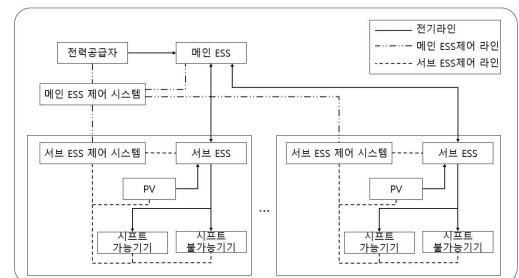 전기라인
전력공급자
메인 ESS
메인 ESS제어 라인
서브 ESS제어 라인
메인 ESS 제어 시스템
서브 ESS 제어 시스템
서브 ESS
서브 ESS 제어 시스템
서브 ESS
PV
PV
...
시프트
가능기기
시프트
불가능기기
시프트
가능기기
시프트
불가능기기